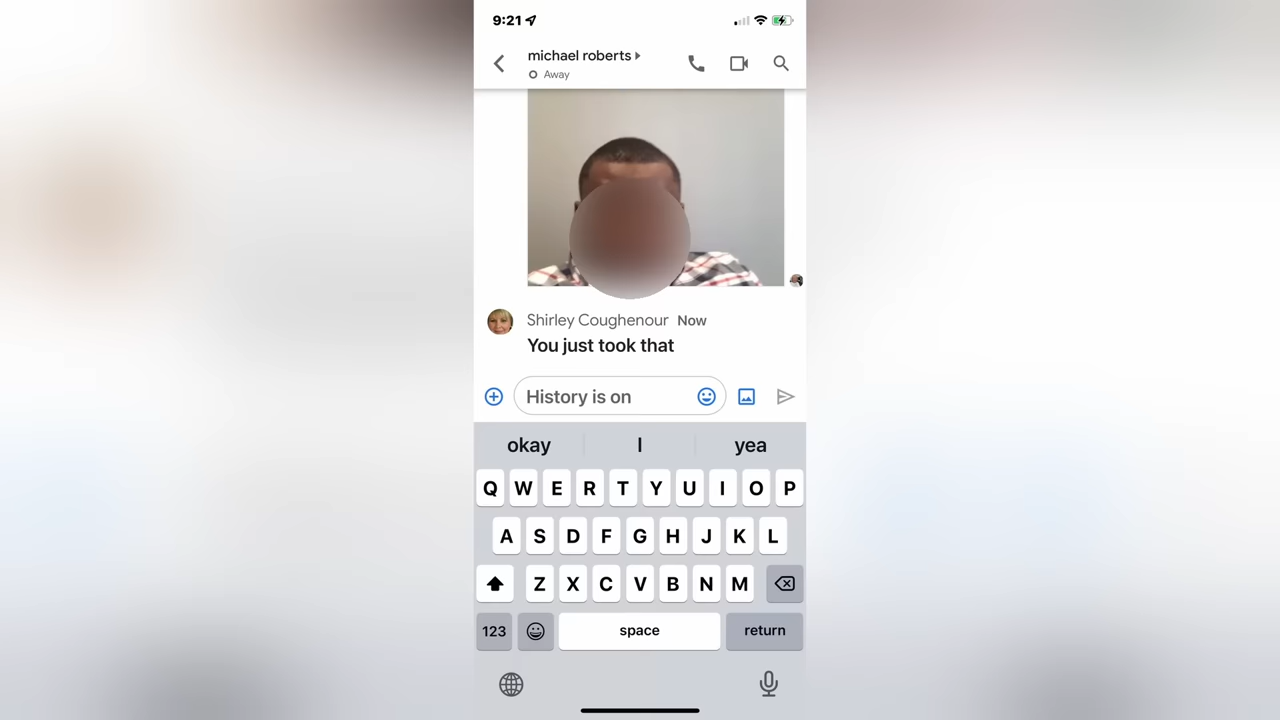 9:21
michael roberts
Away
Shirley Coughenour Now
You just took that
History is on
okay I yea
Q W E R T Y U I O P
A S D F G H J K L
Z X C V B N M
123 space return